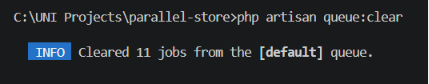 C:\UNI Projects\parallel-store>php artisan queue:clear
INFO Cleared 11 jobs from the [default] queue.